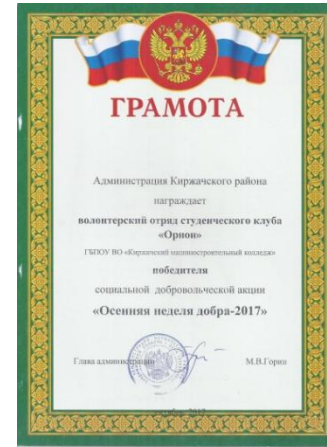 ГРАМОТА
Администрация Киржачского района
награждает
волонтерский отряд студенческого клуба
«Орион»
ГБПОУ ВО «Киржачский машиностроительный колледж»
победителя
социальной добровольческой акции
«Осенняя неделя добра-2017»
Глава администрации М.В.Горин
2017